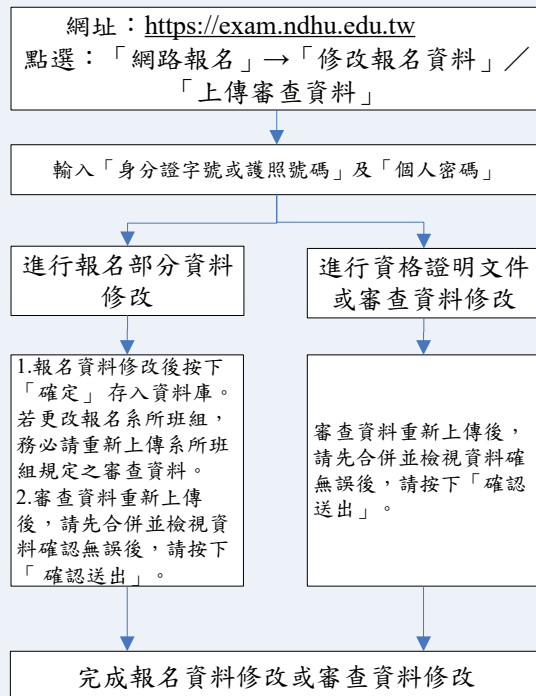 網址：https://exam.ndhu.edu.tw
點選：「網路報名」→「修改報名資料」／
「上傳審查資料」
輸入「身分證字號或護照號碼」及「個人密碼」
進行報名部分資料
修改
進行資格證明文件
或審查資料修改
1.報名資料修改後按下
「確定」 存入資料庫。
若更改報名系所班組，
務必請重新上傳系所班
組規定之審查資料。
2.審查資料重新上傳
後，請先合併並檢視資
料確認無誤後，請按下
「 確認送出 」。
審查資料重新上傳後，
請先合併並檢視資料確
無誤後，請按下「確認
送出」。
完成報名資料修改或審查資料修改